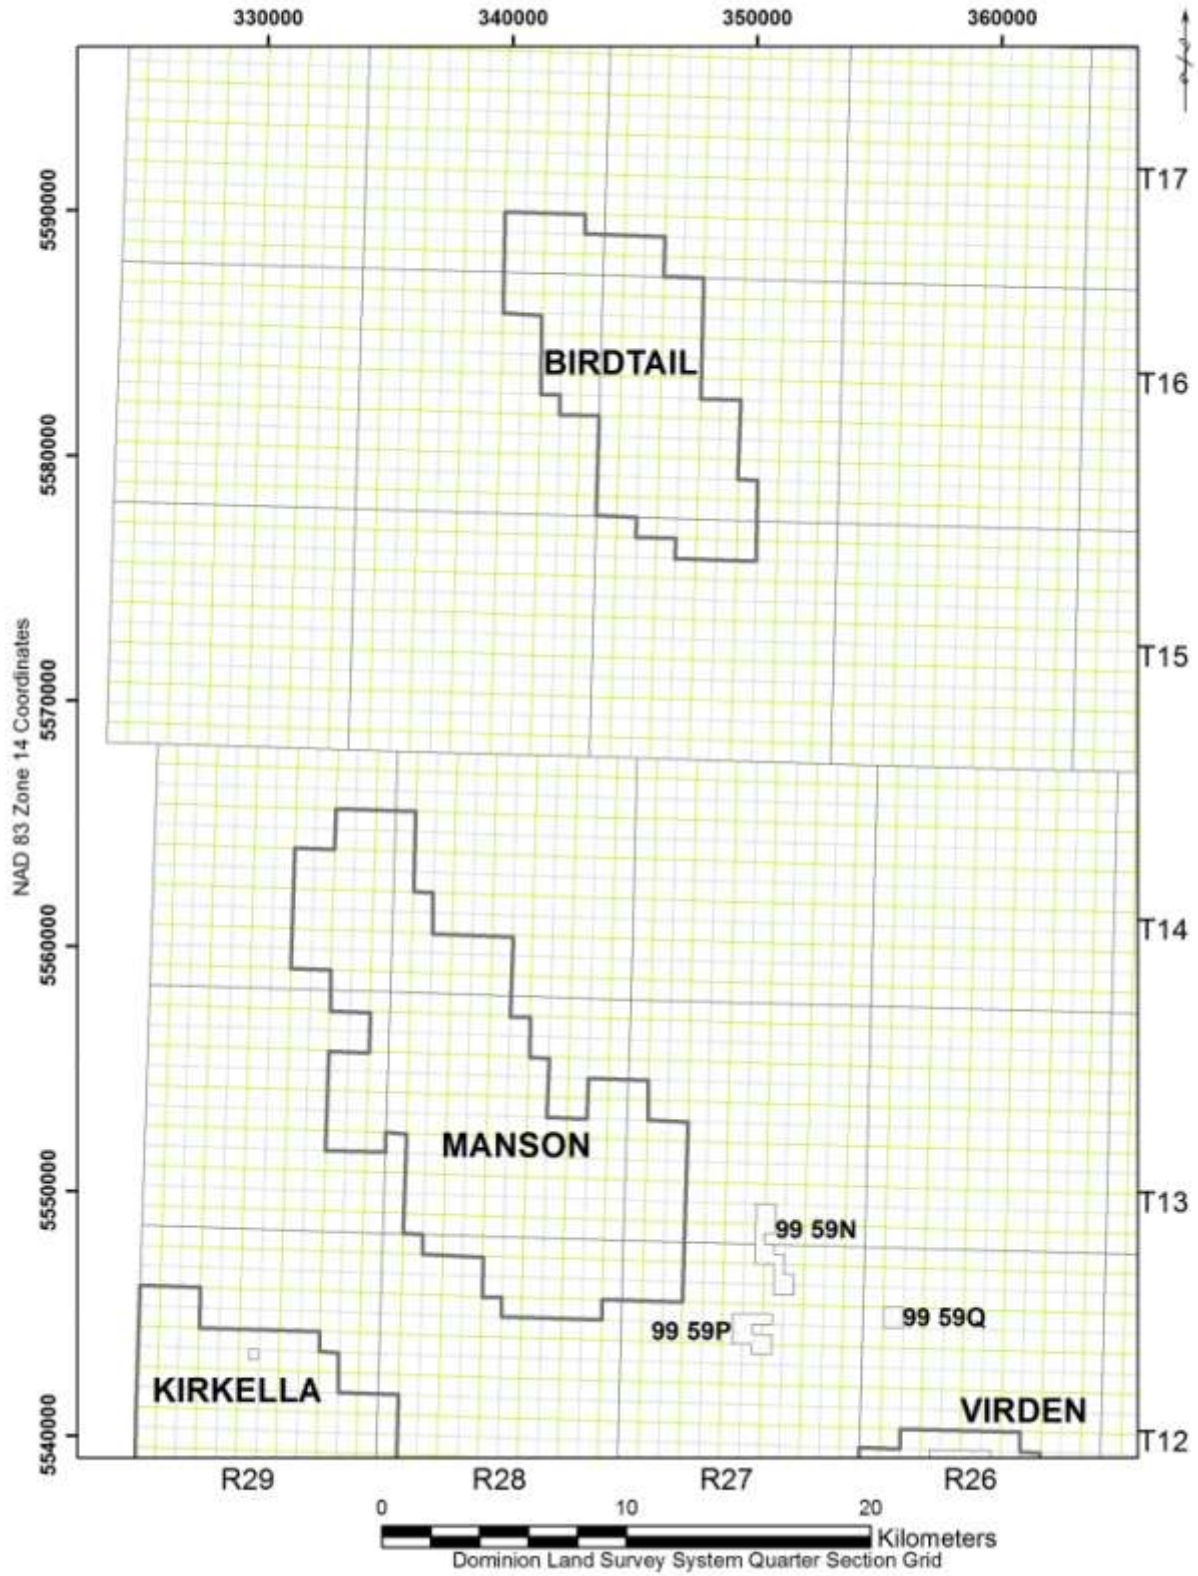 330000 340000 350000 360000
T17
5590000
BIRDTAIL
T16
5580000
T15
NAD 83 Zone 14 Coordinates
5570000
T14
5560000
MANSON
T13
5550000
99 59N
99 59Q
99 59P
KIRKELLA
VIRDEN
5540000
T12
R29 R28 R27 R26
0 10 20
Kilometers
Dominion Land Survey System Quarter Section Grid